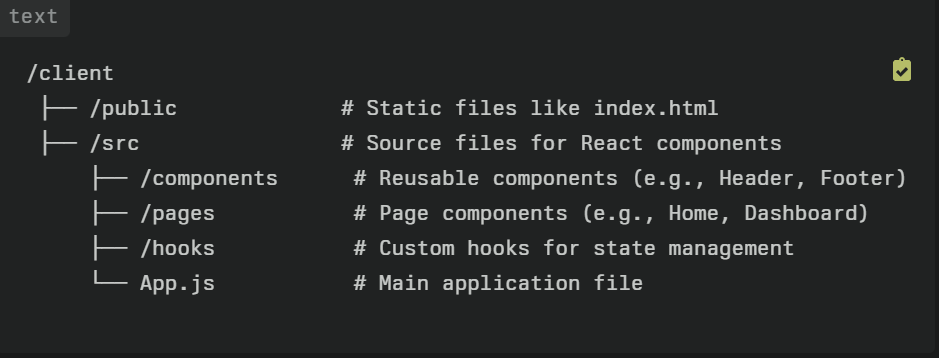 text
/client
├── /public             # Static files like index.html
├── /src                # Source files for React components
    ├── /components      # Reusable components (e.g., Header, Footer)
    ├── /pages           # Page components (e.g., Home, Dashboard)
    ├── /hooks           # Custom hooks for state management
    └── App.js           # Main application file